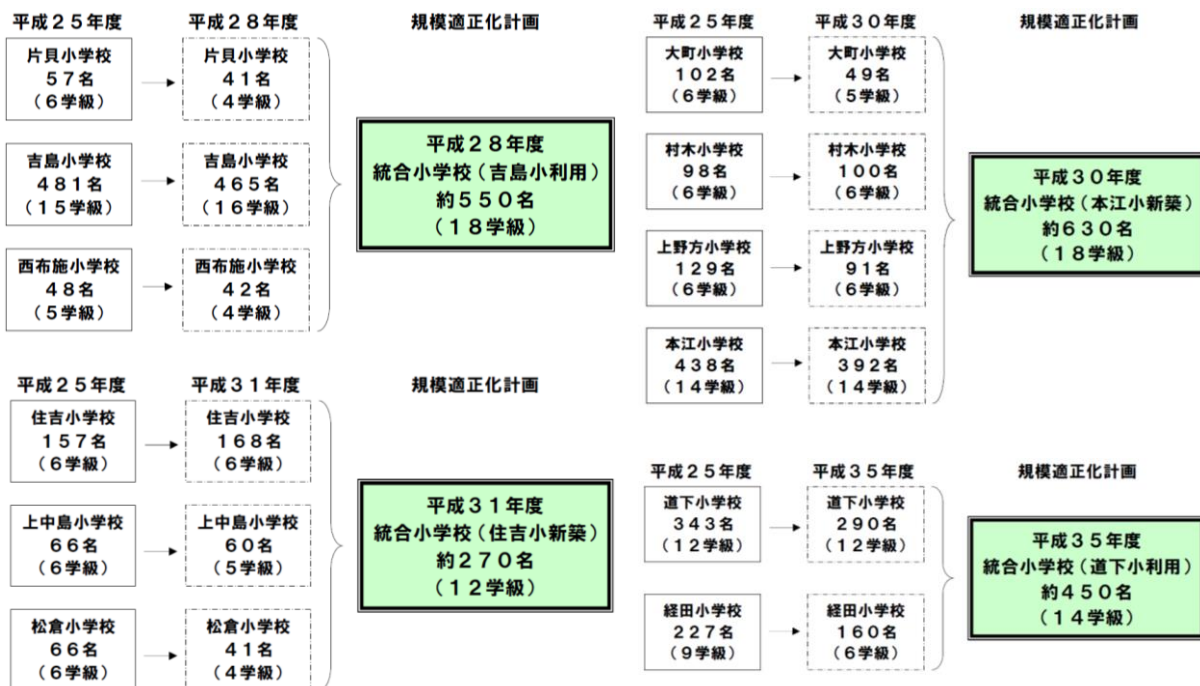 平成２５年度
平成２８年度
規模適正化計画
片貝小学校
５７名
（６学級）
片貝小学校
４１名
（４学級）
吉島小学校
４８１名
（１５学級）
吉島小学校
４６５名
（１６学級）
西布施小学校
４８名
（５学級）
西布施小学校
４２名
（４学級）
平成２８年度
統合小学校（吉島小利用）
約５５０名
（１８学級）
平成２５年度
平成３０年度
規模適正化計画
大町小学校
１０２名
（６学級）
大町小学校
４９名
（５学級）
村木小学校
９８名
（６学級）
村木小学校
１００名
（６学級）
上野方小学校
１２９名
（６学級）
上野方小学校
９１名
（６学級）
本江小学校
４３８名
（１４学級）
本江小学校
３９２名
（１４学級）
平成３０年度
統合小学校（本江小新築）
約６３０名
（１８学級）
平成２５年度
平成３１年度
規模適正化計画
住吉小学校
１５７名
（６学級）
住吉小学校
１６８名
（６学級）
上中島小学校
６６名
（６学級）
上中島小学校
６０名
（５学級）
松倉小学校
６６名
（６学級）
松倉小学校
４１名
（４学級）
平成３１年度
統合小学校（住吉小新築）
約２７０名
（１２学級）
平成２５年度
平成３５年度
規模適正化計画
道下小学校
３４３名
（１２学級）
道下小学校
２９０名
（１２学級）
経田小学校
２２７名
（９学級）
経田小学校
１６０名
（６学級）
平成３５年度
統合小学校（道下小利用）
約４５０名
（１４学級）